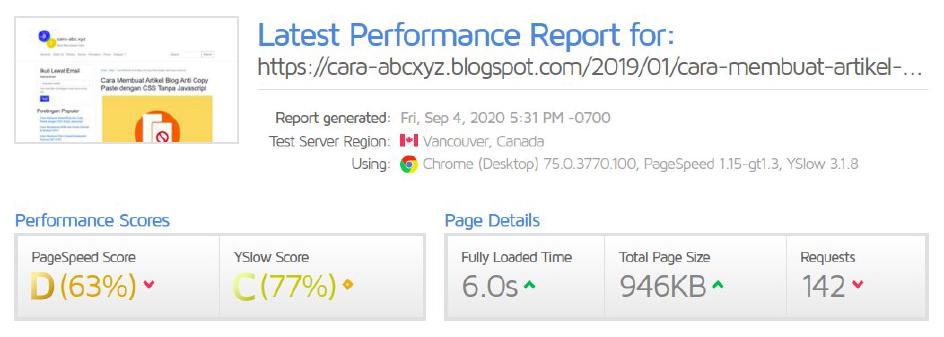 Latest Performance Report for:
https://cara-abcxyz.blogspot.com/2019/01/cara-membuat-artikel-...
Report generated: Fri, Sep 4, 2020 5:31 PM -0700
Test Server Region: Vancouver, Canada
Using: Chrome (Desktop) 75.0.3770.100, PageSpeed 1.15-gt1.3, YSlow 3.1.8
cara-abc.xyz
Ikuti Lewat Email
Cara Membuat Artikel Blog Anti Copy
Paste dengan CSS Tanpa Javascript
Postingan Populer
Performance Scores
Page Details
PageSpeed Score
YSlow Score
Fully Loaded Time
Total Page Size
Requests
D (63%)
C (77%)
6.0s
946KB
142